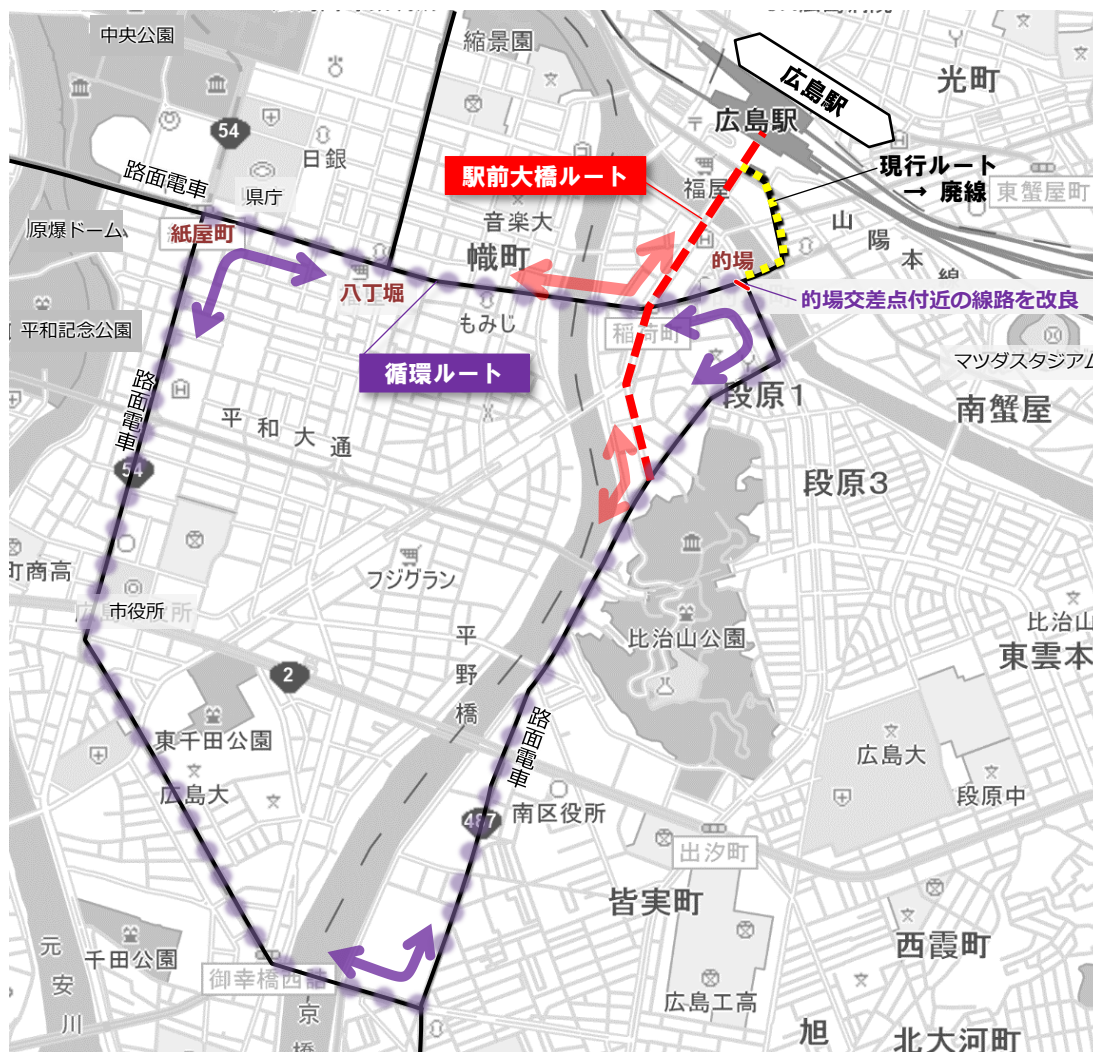 中央公園
縮景園
光町
広島駅
広島駅
54
日銀
駅前大橋ルート
福屋
現行ルート
→ 廃線
東蟹屋町
路面電車
県庁
音楽大
山陽本線
原爆ドーム
紙屋町
幟町
的場
八丁堀
的場交差点付近の線路を改良
平和記念公園
もみじ
稲荷町
マツダスタジアム
循環ルート
段原1
南蟹屋
路面電車
平和大通
54
段原3
町商高
フジグラン
市役所
比治山公園
比治山
平野橋
東雲本
2
路面電車
東千田公園
広島大
広島大
段原中
南区役所
487
出汐町
皆実町
千田公園
西霞町
元安川
御幸橋西詰
広島工高
京橋
旭
北大河町